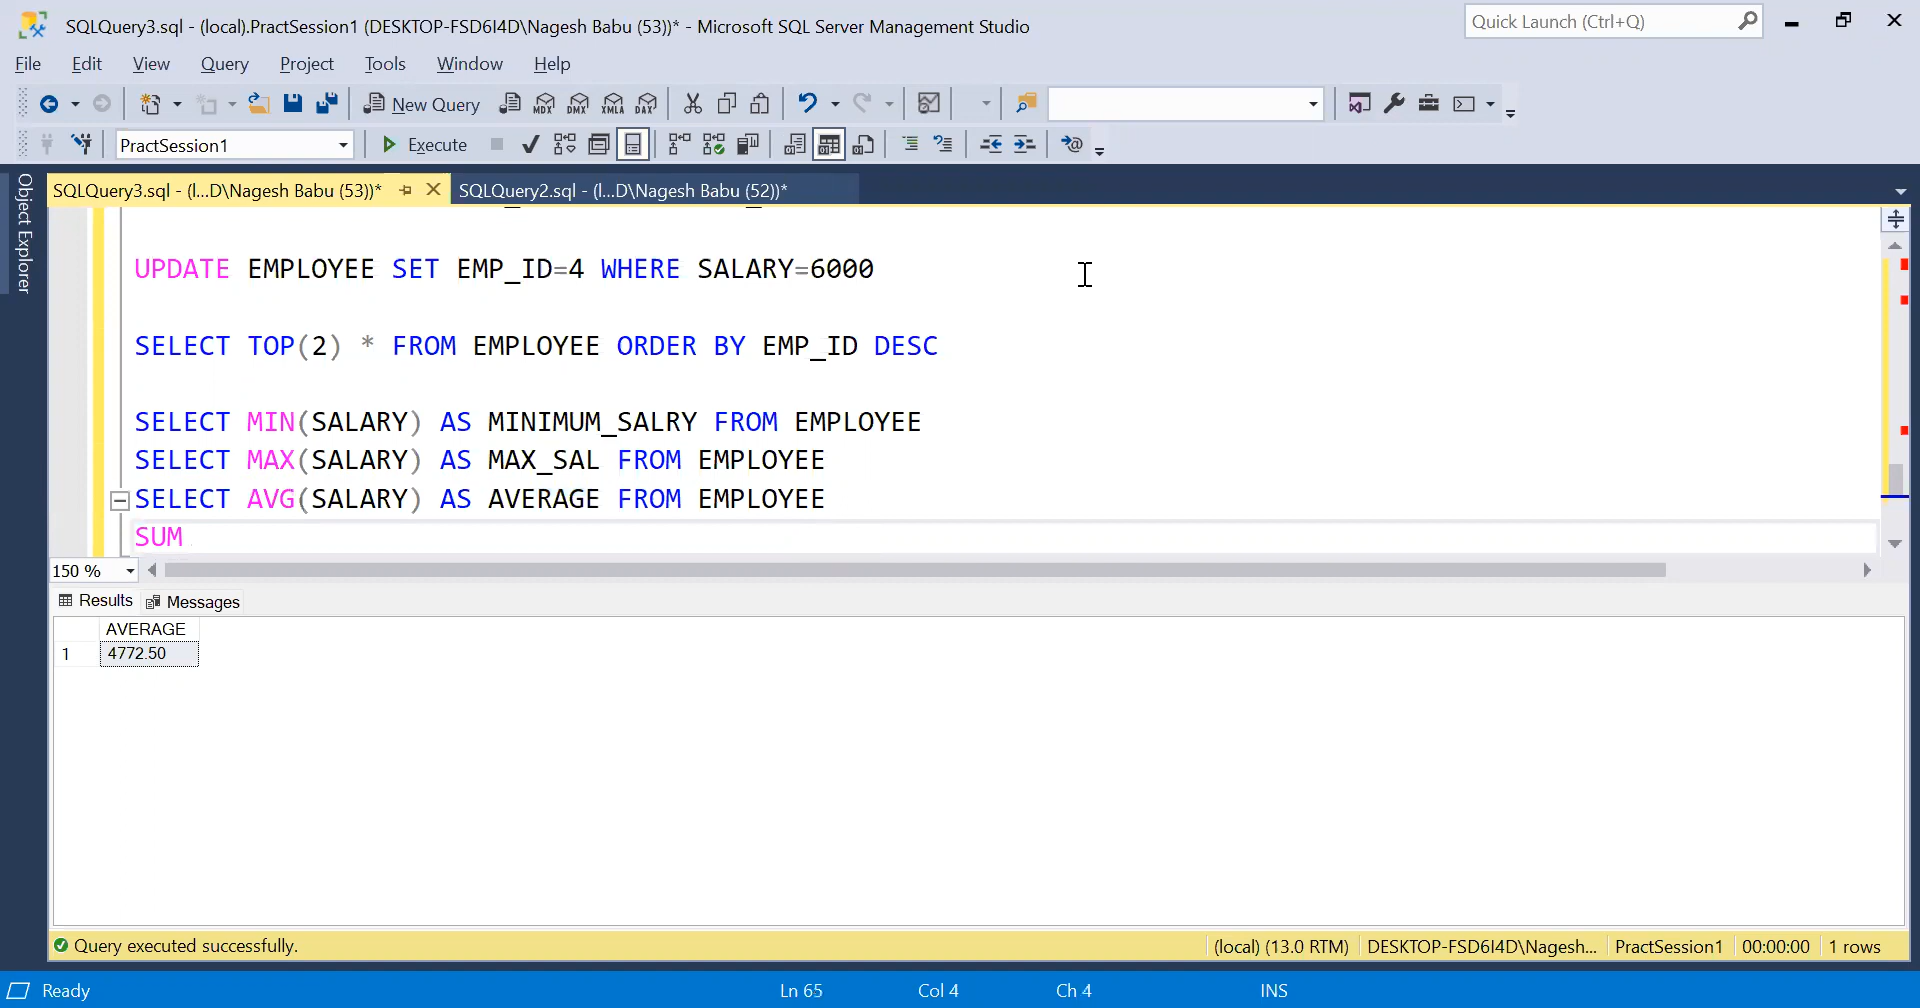 SQLQuery3.sql - (local).PractSession1 (DESKTOP-FSD6I4D\Nagesh Babu (53))* - Microsoft SQL Server Management Studio
Quick Launch (Ctrl+Q)
File Edit View Query Project Tools Window Help
New Query MDX DMX XMLA DAX
PractSession1 Execute
Object Explorer
SQLQuery3.sql - (l...D\Nagesh Babu (53))* SQLQuery2.sql - (l...D\Nagesh Babu (52))*
UPDATE EMPLOYEE SET EMP_ID=4 WHERE SALARY=6000
SELECT TOP(2) * FROM EMPLOYEE ORDER BY EMP_ID DESC
SELECT MIN(SALARY) AS MINIMUM_SALRY FROM EMPLOYEE
SELECT MAX(SALARY) AS MAX_SAL FROM EMPLOYEE
SELECT AVG(SALARY) AS AVERAGE FROM EMPLOYEE
SUM
150 %
Results Messages
AVERAGE
1 4772.50
Query executed successfully. (local) (13.0 RTM) DESKTOP-FSD6I4D\Nagesh... PractSession1 00:00:00 1 rows
Ready Ln 65 Col 4 Ch 4 INS